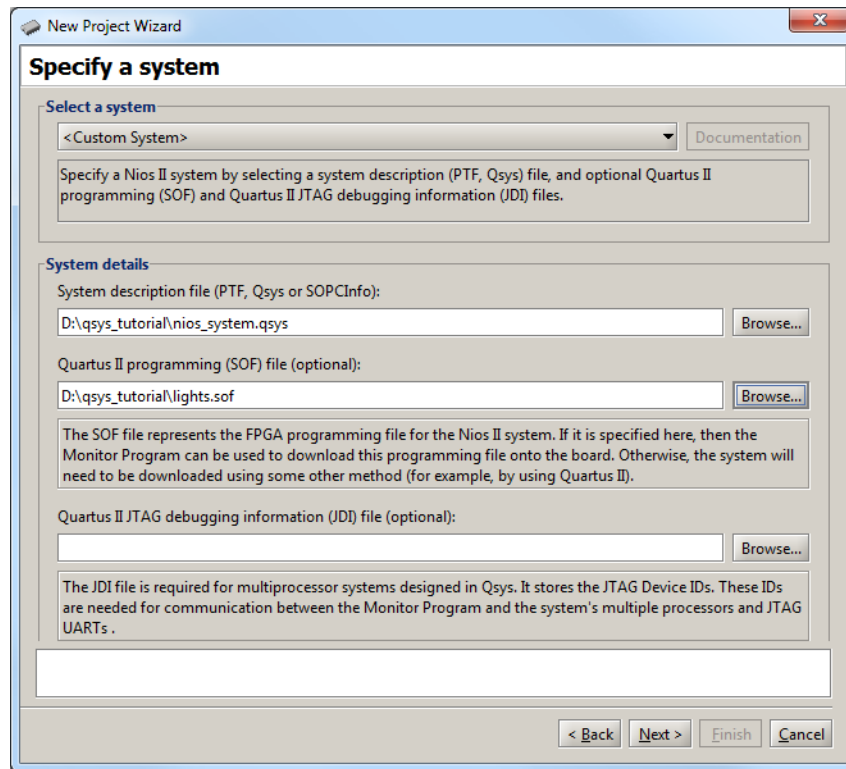 New Project Wizard
Specify a system
Select a system
<Custom System>
Documentation
Specify a Nios II system by selecting a system description (PTF, Qsys) file, and optional Quartus II
programming (SOF) and Quartus II JTAG debugging information (JDI) files.
System details
System description file (PTF, Qsys or SOPCInfo):
D:\qsys_tutorial\nios_system.qsys
Browse...
Quartus II programming (SOF) file (optional):
D:\qsys_tutorial\lights.sof
Browse...
The SOF file represents the FPGA programming file for the Nios II system. If it is specified here, then the
Monitor Program can be used to download this programming file onto the board. Otherwise, the system will
need to be downloaded using some other method (for example, by using Quartus II).
Quartus II JTAG debugging information (JDI) file (optional):
Browse...
The JDI file is required for multiprocessor systems designed in Qsys. It stores the JTAG Device IDs. These IDs
are needed for communication between the Monitor Program and the system's multiple processors and JTAG
UARTs .
< Back
Next >
Finish
Cancel